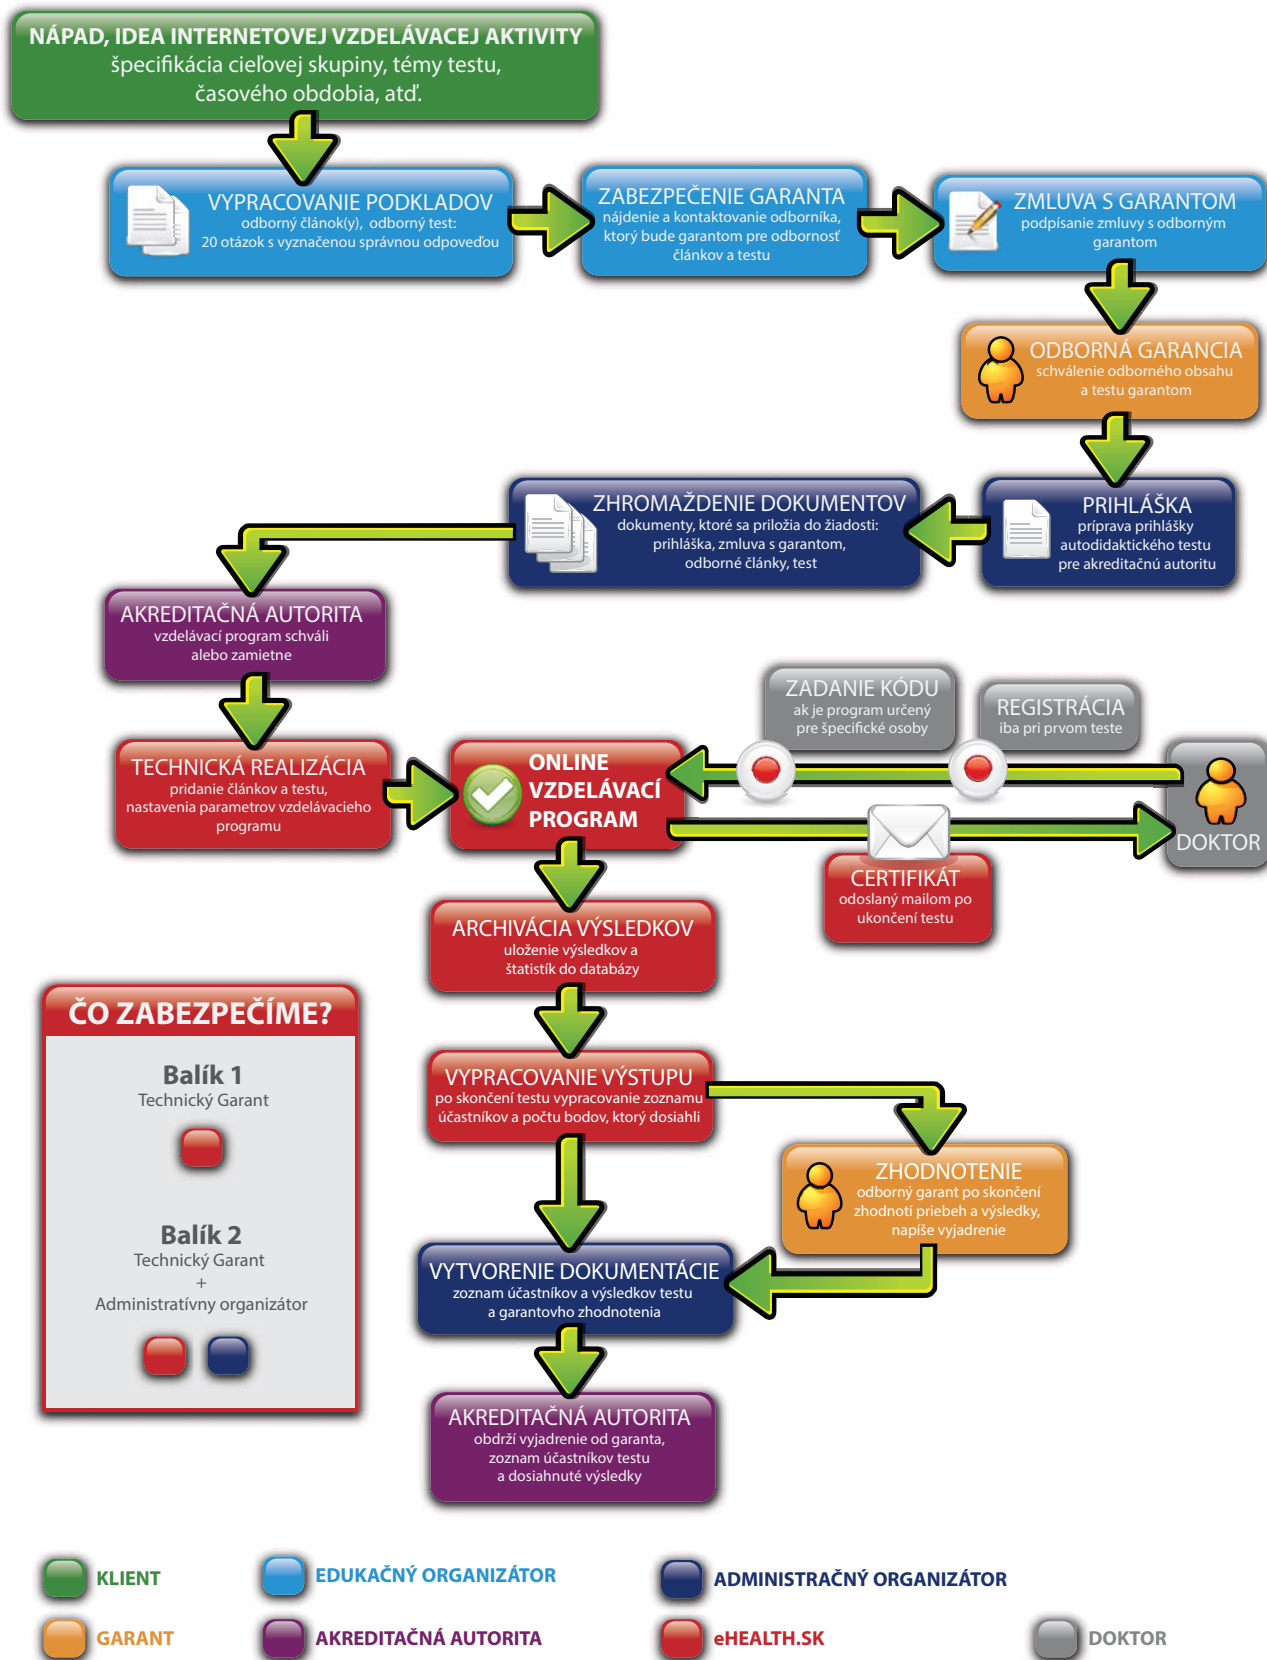 NÁPAD, IDEA INTERNETOVEJ VZDELÁVACEJ AKTIVITY
špecifikácia cieľovej skupiny, témy testu,
časového obdobia, atď.
VYPRACOVANIE PODKLADOV
odborný článok(y), odborný test:
20 otázok s vyznačenou správnou odpoveďou
ZABEZPEČENIE GARANTA
nájdenie a kontaktovanie odborníka,
ktorý bude garantom pre odbornosť
článkov a testu
ZMLUVA S GARANTOM
podpísanie zmluvy s odborným
garantom
ODBORNÁ GARANCIA
schválenie odborného obsahu
a testu garantom
PRIHLÁŠKA
príprava prihlášky
autodidaktického testu
pre akreditačnú autoritu
ZHROMAŽDENIE DOKUMENTOV
dokumenty, ktoré sa priložia do žiadosti:
prihláška, zmluva s garantom,
odborné články, test
AKREDITAČNÁ AUTORITA
vzdelávací program schváli
alebo zamietne
TECHNICKÁ REALIZÁCIA
pridanie článkov a testu,
nastavenia parametrov vzdelávacieho
programu
ONLINE
VZDELÁVACÍ
PROGRAM
ZADANIE KÓDU
ak je program určený
pre špecifické osoby
REGISTRÁCIA
iba pri prvom teste
DOKTOR
CERTIFIKÁT
odoslaný mailom po
ukončení testu
ARCHIVÁCIA VÝSLEDKOV
uloženie výsledkov a
štatistík do databázy
VYPRACOVANIE VÝSTUPU
po skončení testu vypracovanie zoznamu
účastníkov a počtu bodov, ktorý dosiahli
ZHODNOTENIE
odborný garant po skončení
zhodnotí priebeh a výsledky,
napíše vyjadrenie
VYTVORENIE DOKUMENTÁCIE
zoznam účastníkov a výsledkov testu
a garantovho zhodnotenia
AKREDITAČNÁ AUTORITA
obdrží vyjadrenie od garanta,
zoznam účastníkov testu
a dosiahnuté výsledky
ČO ZABEZPEČÍME?
Balík 1
Technický Garant
Balík 2
Technický Garant
+
Administratívny organizátor
KLIENT
EDUKAČNÝ ORGANIZÁTOR
ADMINISTRAČNÝ ORGANIZÁTOR
GARANT
AKREDITAČNÁ AUTORITA
eHEALTH.SK
DOKTOR